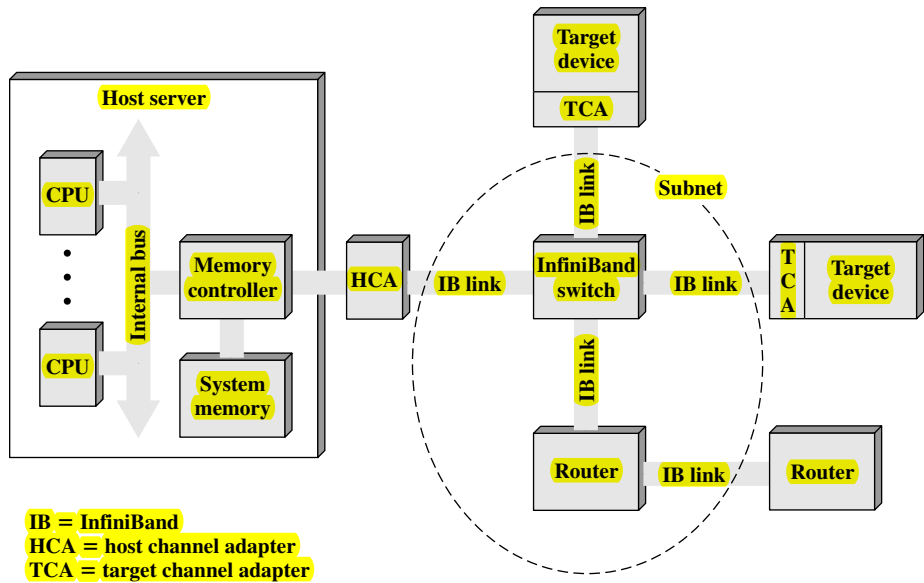 Target
device
TCA
Host server
IB link
Subnet
CPU
Internal bus
Memory
controller
HCA
IB link
InfiniBand
switch
IB link
T
C
A
Target
device
CPU
System
memory
IB link
Router
IB link
Router
IB = InfiniBand
HCA = host channel adapter
TCA = target channel adapter